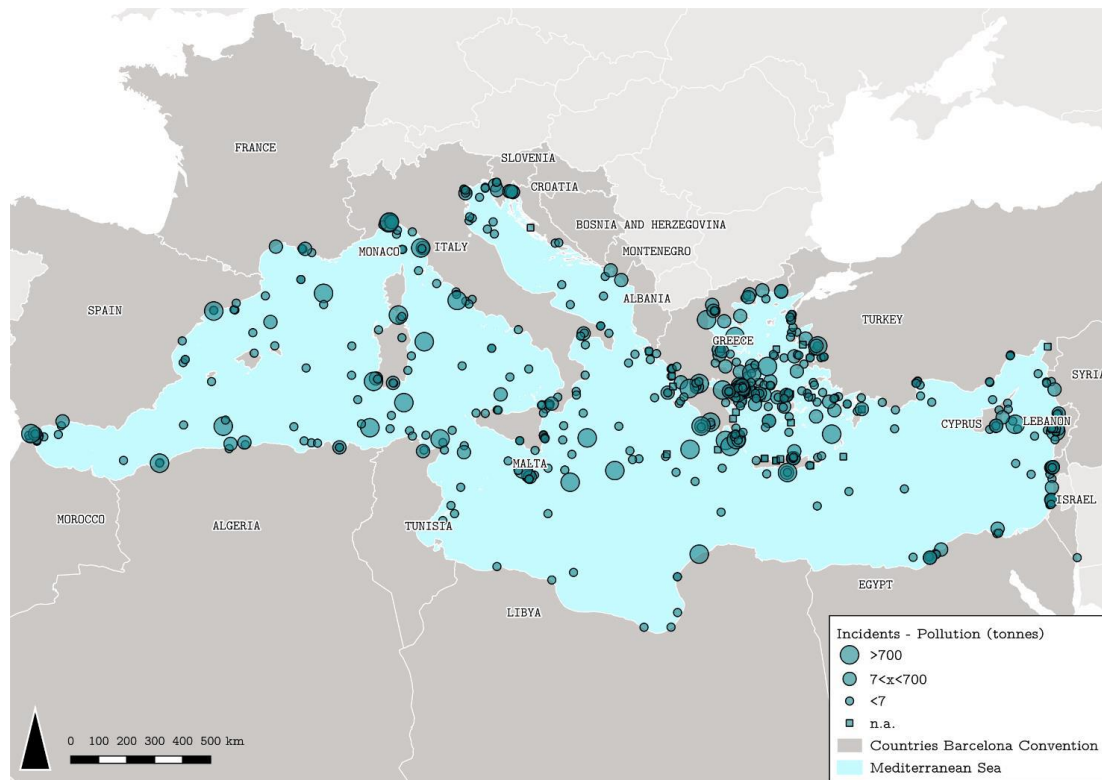 FRANCE
SLOVENIA
CROATIA
BOSNIA AND HERZEGOVINA
MONACO
ITALY
MONTENEGRO
SPAIN
ALBANIA
TURKEY
GREECE
SYRIA
CYPRUS
LEBANON
MALTA
ISRAEL
MOROCCO
ALGERIA
TUNISIA
EGYPT
LIBYA
Incidents - Pollution (tonnes)
>700
7<x<700
<7
n.a.
Countries Barcelona Convention
Mediterranean Sea
0 100 200 300 400 500 km